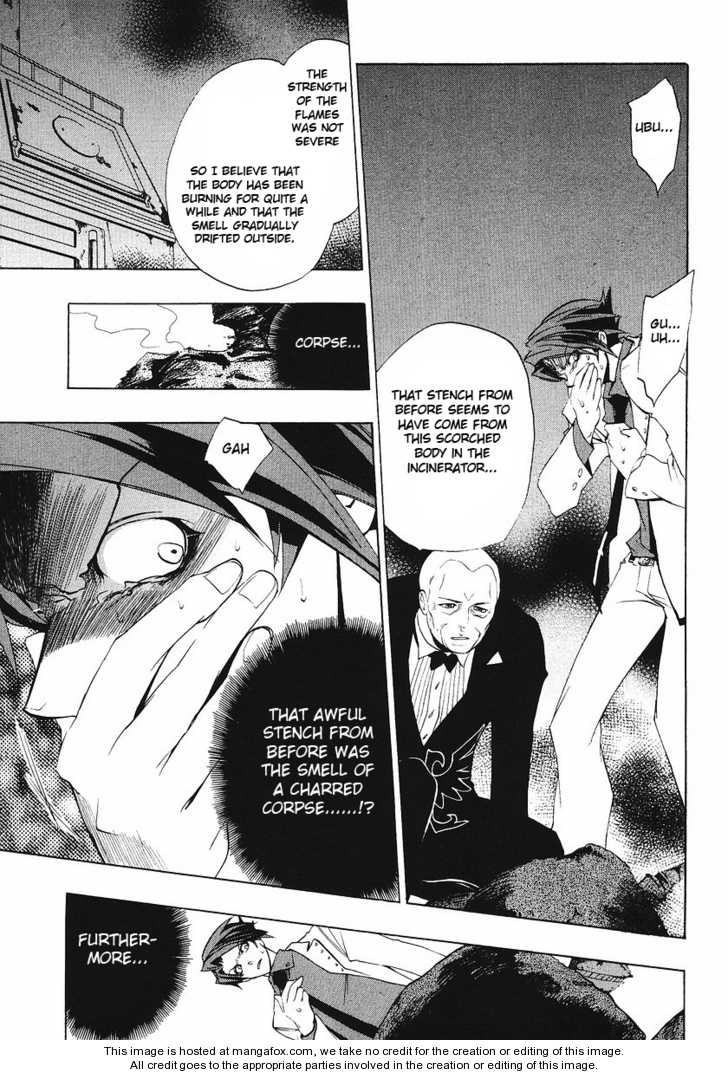 UBU...
GU...
UH...
THAT STENCH FROM
BEFORE SEEMS TO
HAVE COME FROM
THIS SCORCHED
BODY IN THE
INCINERATOR...
THE
STRENGTH
OF THE
FLAMES
WAS NOT
SEVERE
SO I BELIEVE THAT
THE BODY HAS BEEN
BURNING FOR QUITE A
WHILE AND THAT THE
SMELL GRADUALLY
DRIFTED OUTSIDE.
CORPSE...
GAH
THAT AWFUL
STENCH FROM
BEFORE WAS
THE SMELL OF
A CHARRED
CORPSE......!?
FURTHER-
MORE...
This image is hosted at mangafox.com, we take no credit for the creation or editing of this image.
All credit goes to the appropriate parties involved in the creation or editing of this image.